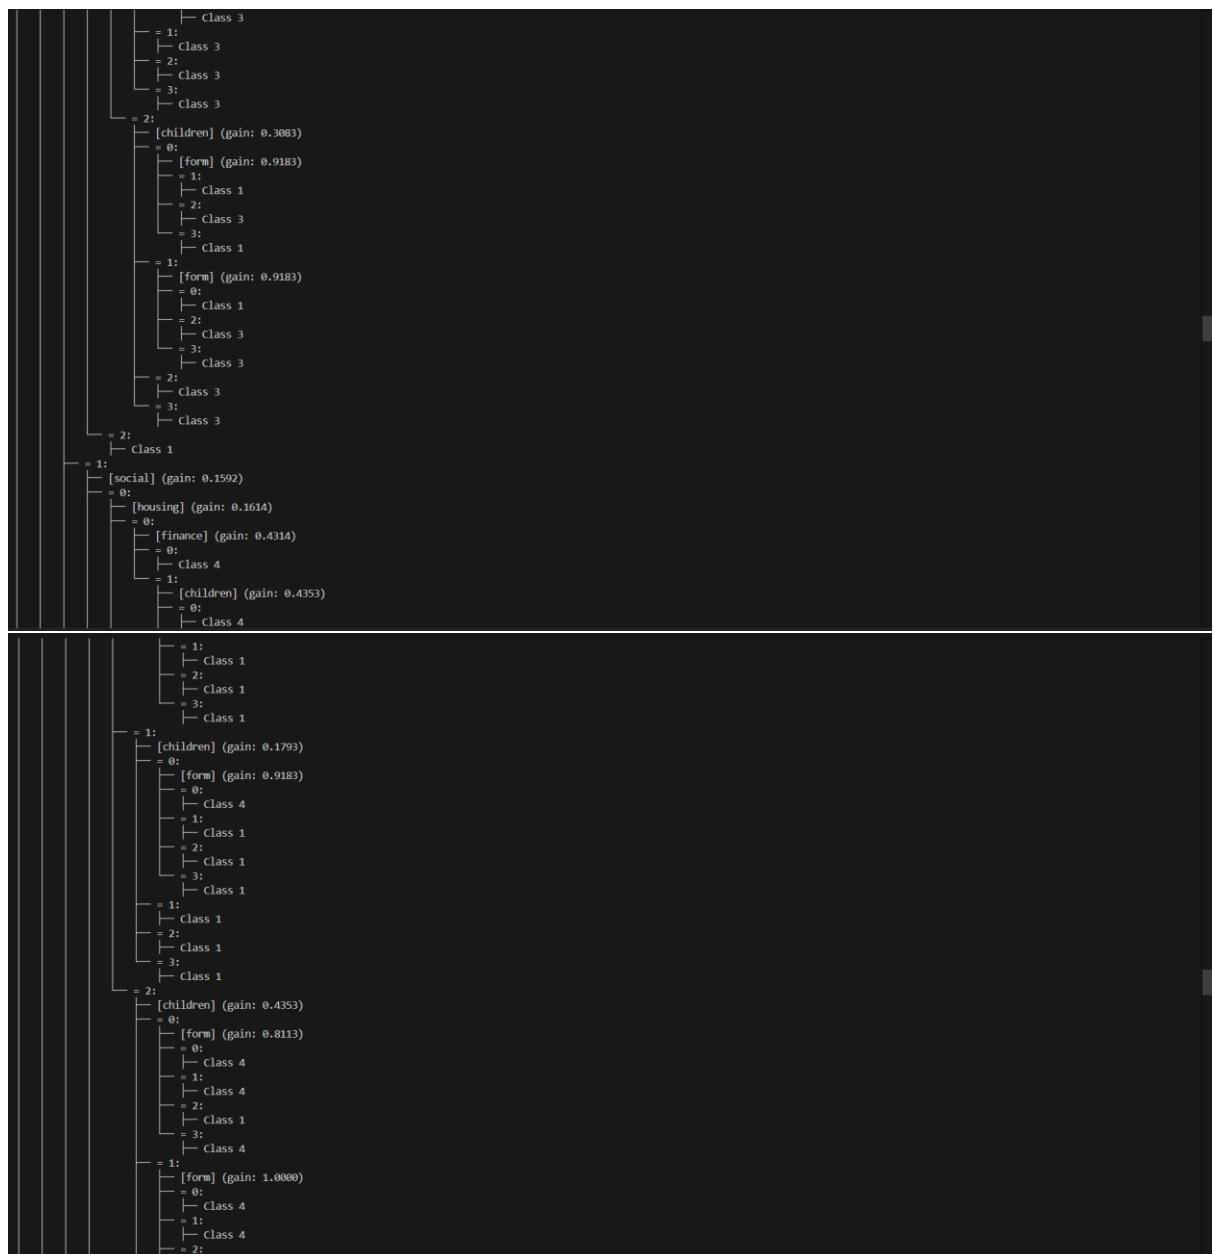 Class 3
= 1:
Class 3
= 2:
Class 3
= 3:
Class 3
= 2:
[children] (gain: 0.3083)
= 0:
[form] (gain: 0.9183)
= 1:
Class 1
= 2:
Class 3
= 3:
Class 1
= 1:
[form] (gain: 0.9183)
= 0:
Class 1
= 2:
Class 3
= 3:
Class 3
= 2:
Class 3
= 3:
Class 3
= 2:
Class 1
= 1:
[social] (gain: 0.1592)
= 0:
[housing] (gain: 0.1614)
= 0:
[finance] (gain: 0.4314)
= 0:
Class 4
= 1:
[children] (gain: 0.4353)
= 0:
Class 4
= 1:
Class 1
= 2:
Class 1
= 3:
Class 1
= 1:
[children] (gain: 0.1793)
= 0:
[form] (gain: 0.9183)
= 0:
Class 4
= 1:
Class 1
= 2:
Class 1
= 3:
Class 1
= 1:
Class 1
= 2:
Class 1
= 3:
Class 1
= 2:
[children] (gain: 0.4353)
= 0:
[form] (gain: 0.8113)
= 0:
Class 4
= 1:
Class 4
= 2:
Class 1
= 3:
Class 4
= 1:
[form] (gain: 1.0000)
= 0:
Class 4
= 1:
Class 4
= 2: